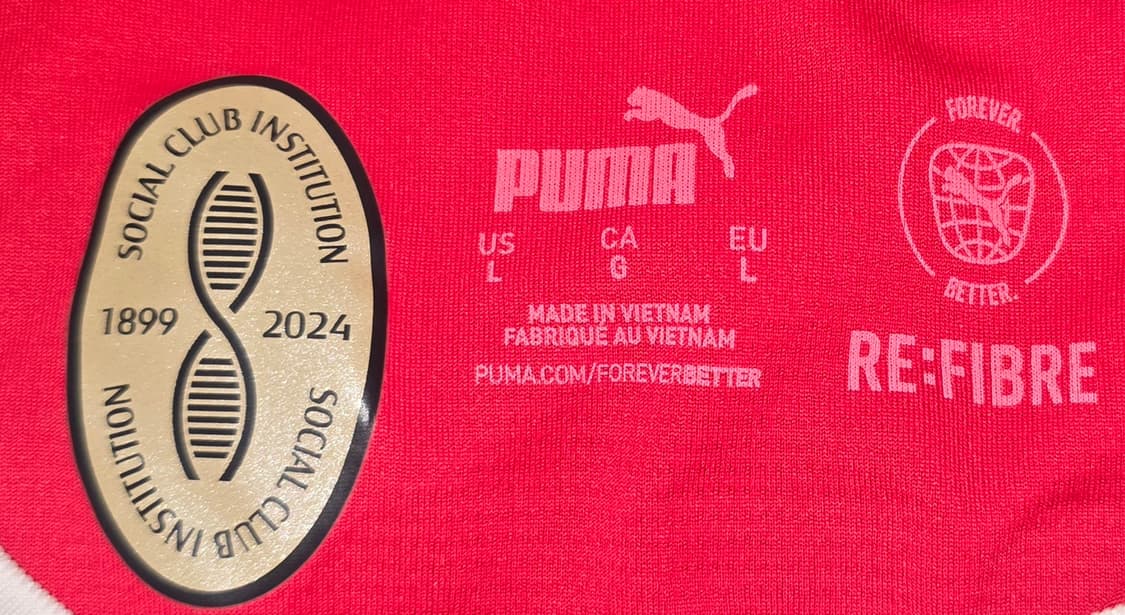 SOCIAL CLUB INSTITUTION
1899 2024
SOCIAL CLUB INSTITUTION
PUMA
US CA EU
L G L
MADE IN VIETNAM
FABRIQUÉ AU VIETNAM
PUMA.COM/FOREVERBETTER
FOREVER.
BETTER.
RE:FIBRE